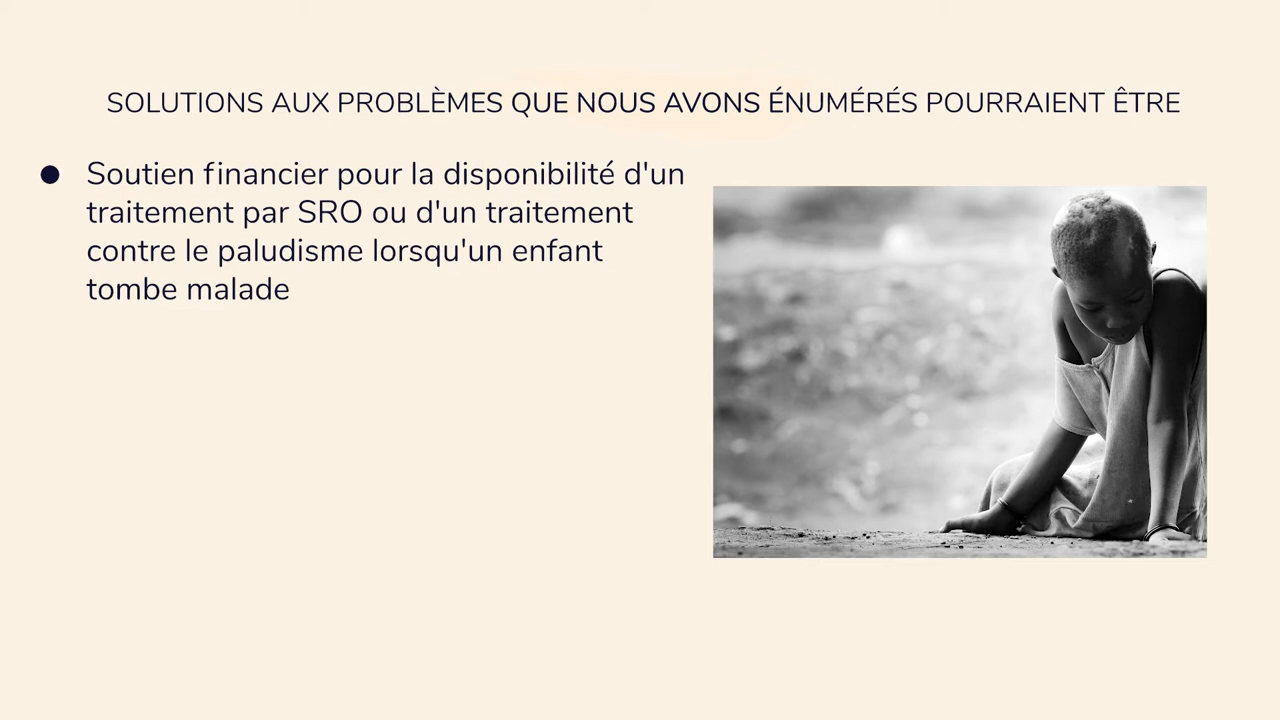 SOLUTIONS AUX PROBLÈMES QUE NOUS AVONS ÉNUMÉRÉS POURRAIENT ÊTRE
● Soutien financier pour la disponibilité d'un
traitement par SRO ou d'un traitement
contre le paludisme lorsqu'un enfant
tombe malade